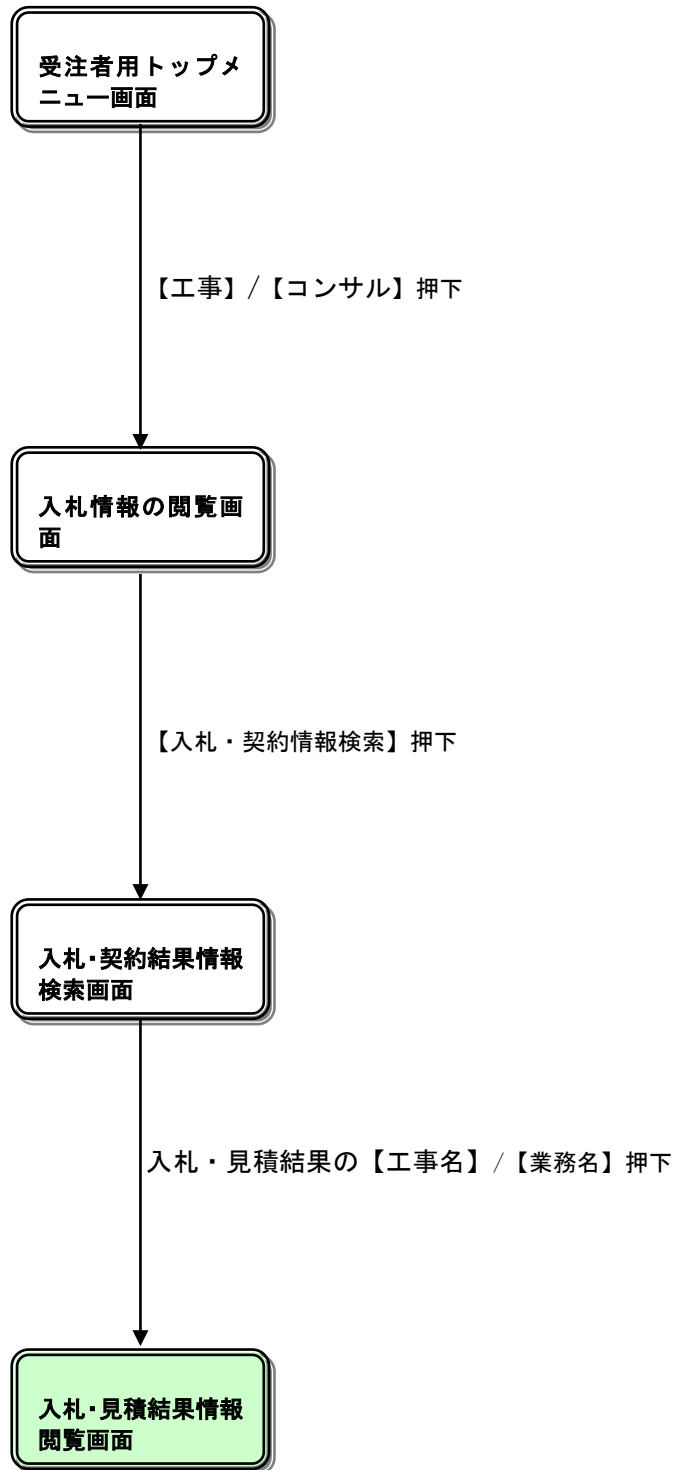 受注者用トップメ
ニュー画面
【工事】/【コンサル】押下
入札情報の閲覧画
面
【入札・契約情報検索】押下
入札・契約結果情報
検索画面
入札・見積結果の【工事名】/【業務名】押下
入札・見積結果情報
閲覧画面